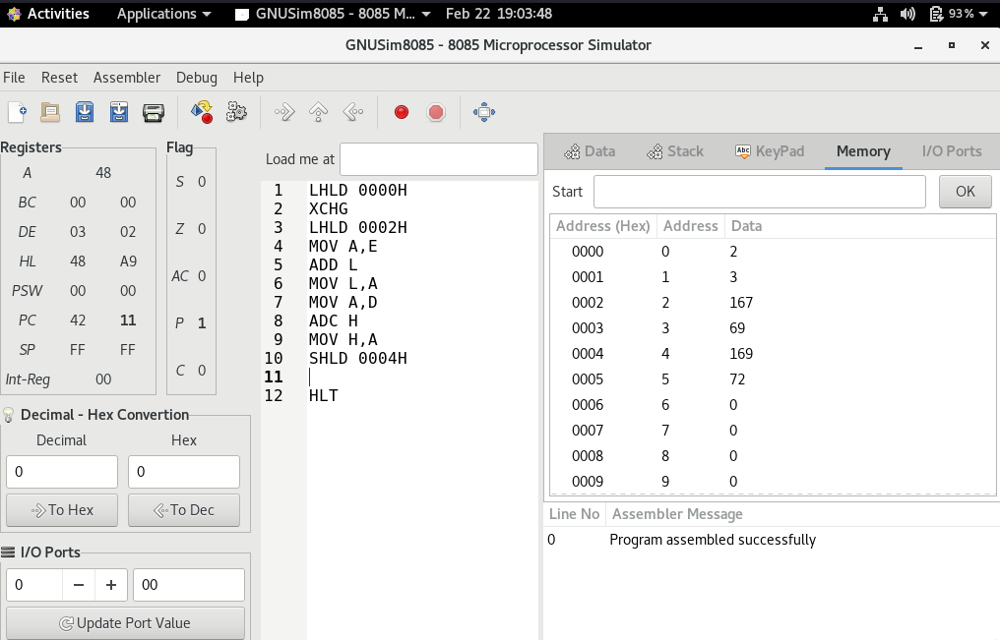 Activities Applications GNUSim8085 - 8085 M... Feb 22 19:03:48 93%
GNUSim8085 - 8085 Microprocessor Simulator
File Reset Assembler Debug Help
Registers
A 48
BC 00 00
DE 03 02
HL 48 A9
PSW 00 00
PC 42 11
SP FF FF
Int-Reg 00
Flag
S 0
Z 0
AC 0
P 1
C 0
Decimal - Hex Convertion
Decimal Hex
0 0
To Hex To Dec
I/O Ports
0 − + 00
Update Port Value
Load me at
1 LHLD 0000H
2 XCHG
3 LHLD 0002H
4 MOV A,E
5 ADD L
6 MOV L,A
7 MOV A,D
8 ADC H
9 MOV H,A
10 SHLD 0004H
11
12 HLT
Data Stack Abc KeyPad Memory I/O Ports
Start OK
Address (Hex) Address Data
0000 0 2
0001 1 3
0002 2 167
0003 3 69
0004 4 169
0005 5 72
0006 6 0
0007 7 0
0008 8 0
0009 9 0
Line No Assembler Message
0 Program assembled successfully